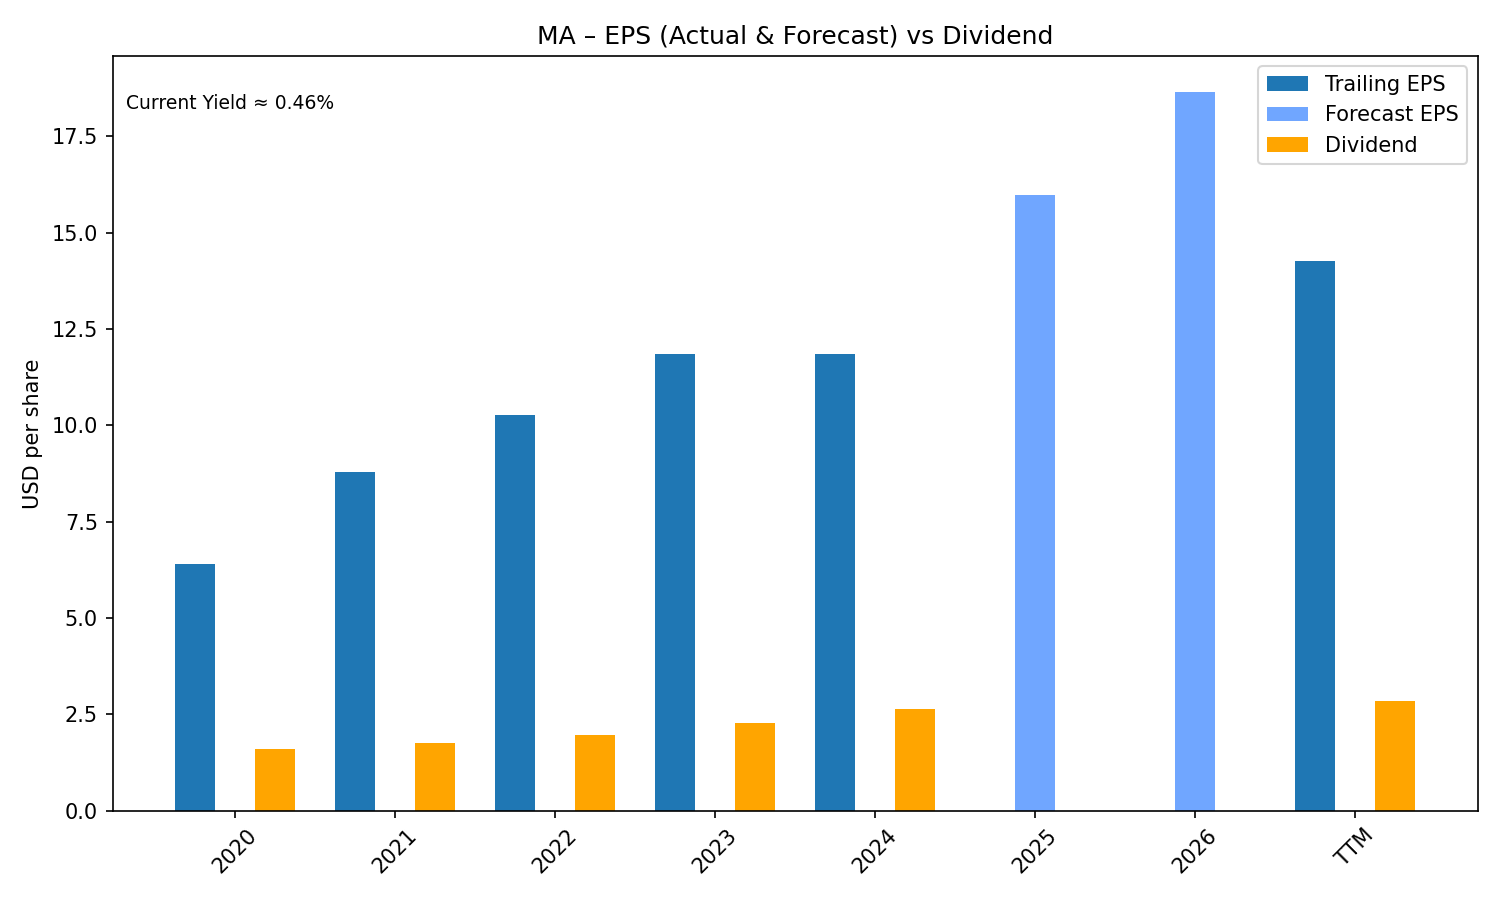 MA – EPS (Actual & Forecast) vs Dividend
Current Yield ≈ 0.46%
Trailing EPS
Forecast EPS
Dividend
USD per share
17.5
15.0
12.5
10.0
7.5
5.0
2.5
0.0
2020
2021
2022
2023
2024
2025
2026
TTM